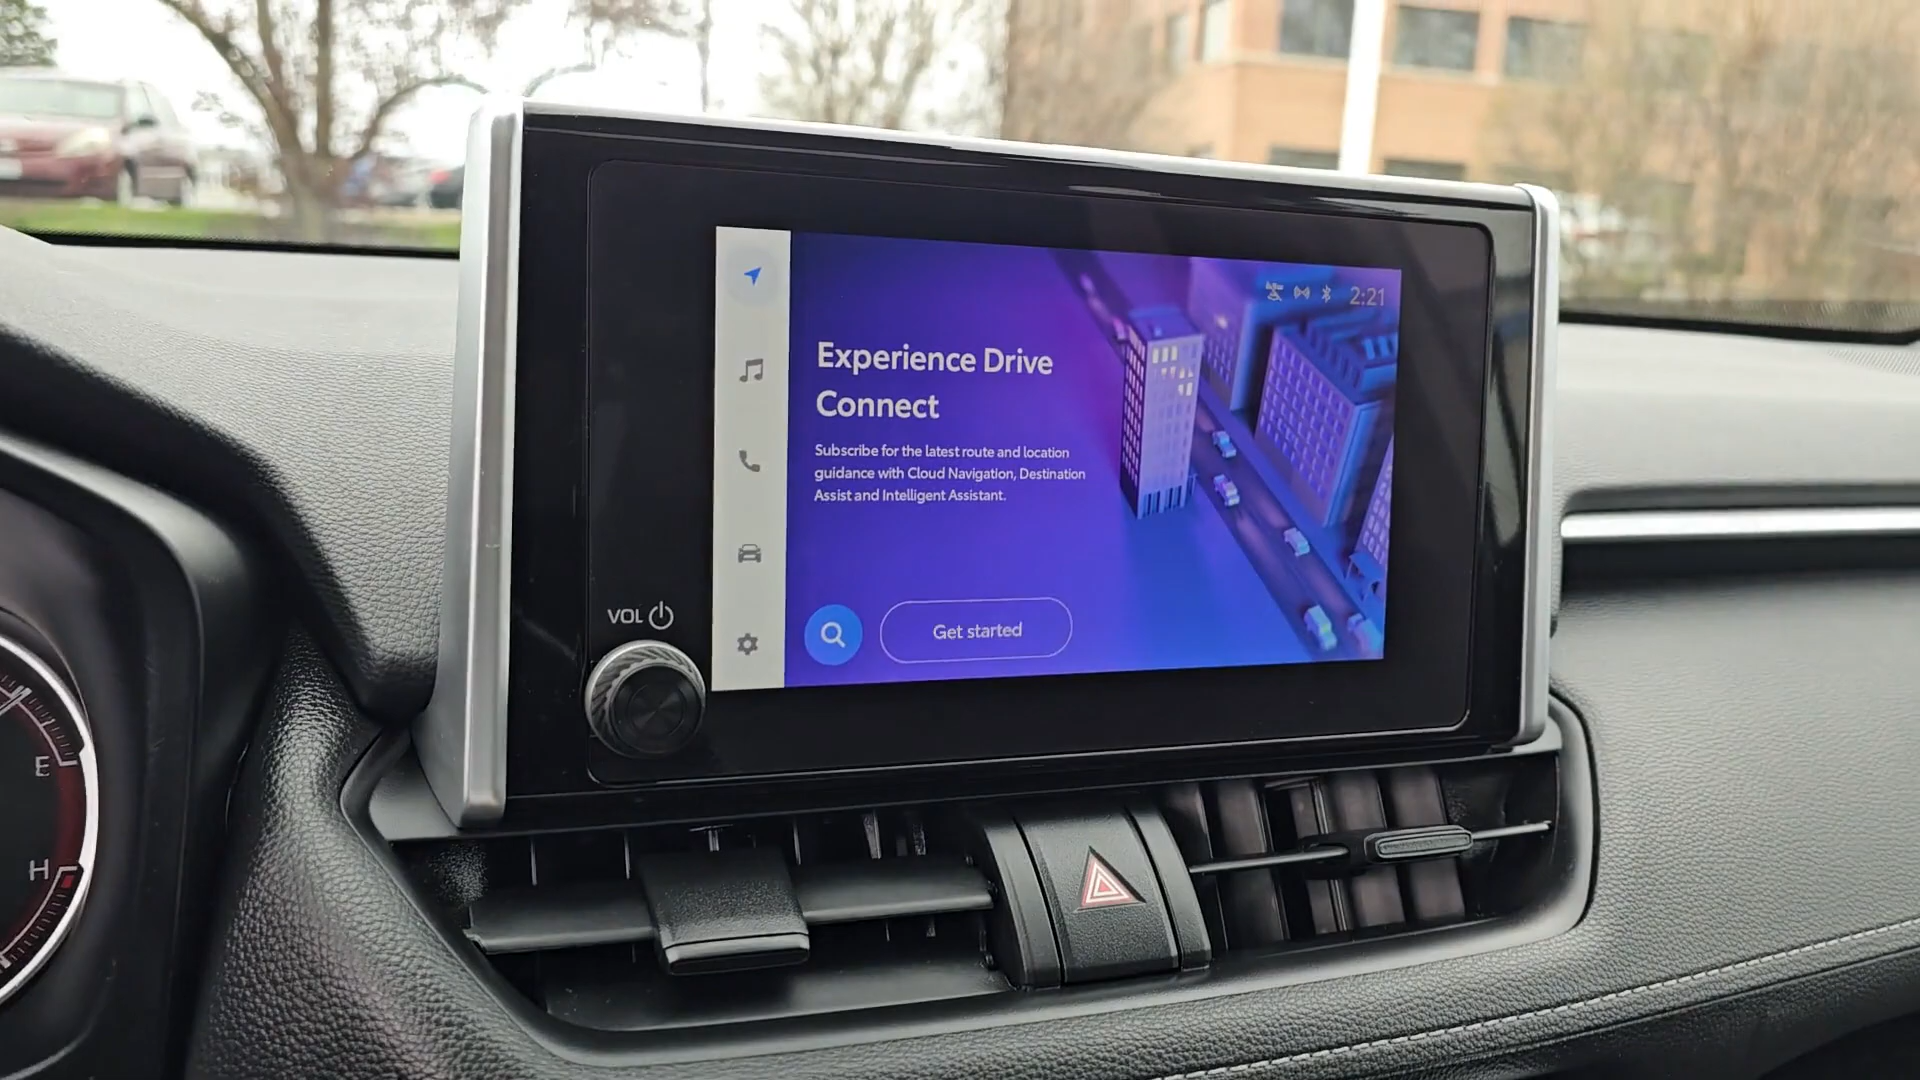 2:21
Experience Drive
Connect
Subscribe for the latest route and location
guidance with Cloud Navigation, Destination
Assist and Intelligent Assistant.
Get started
VOL
E
H